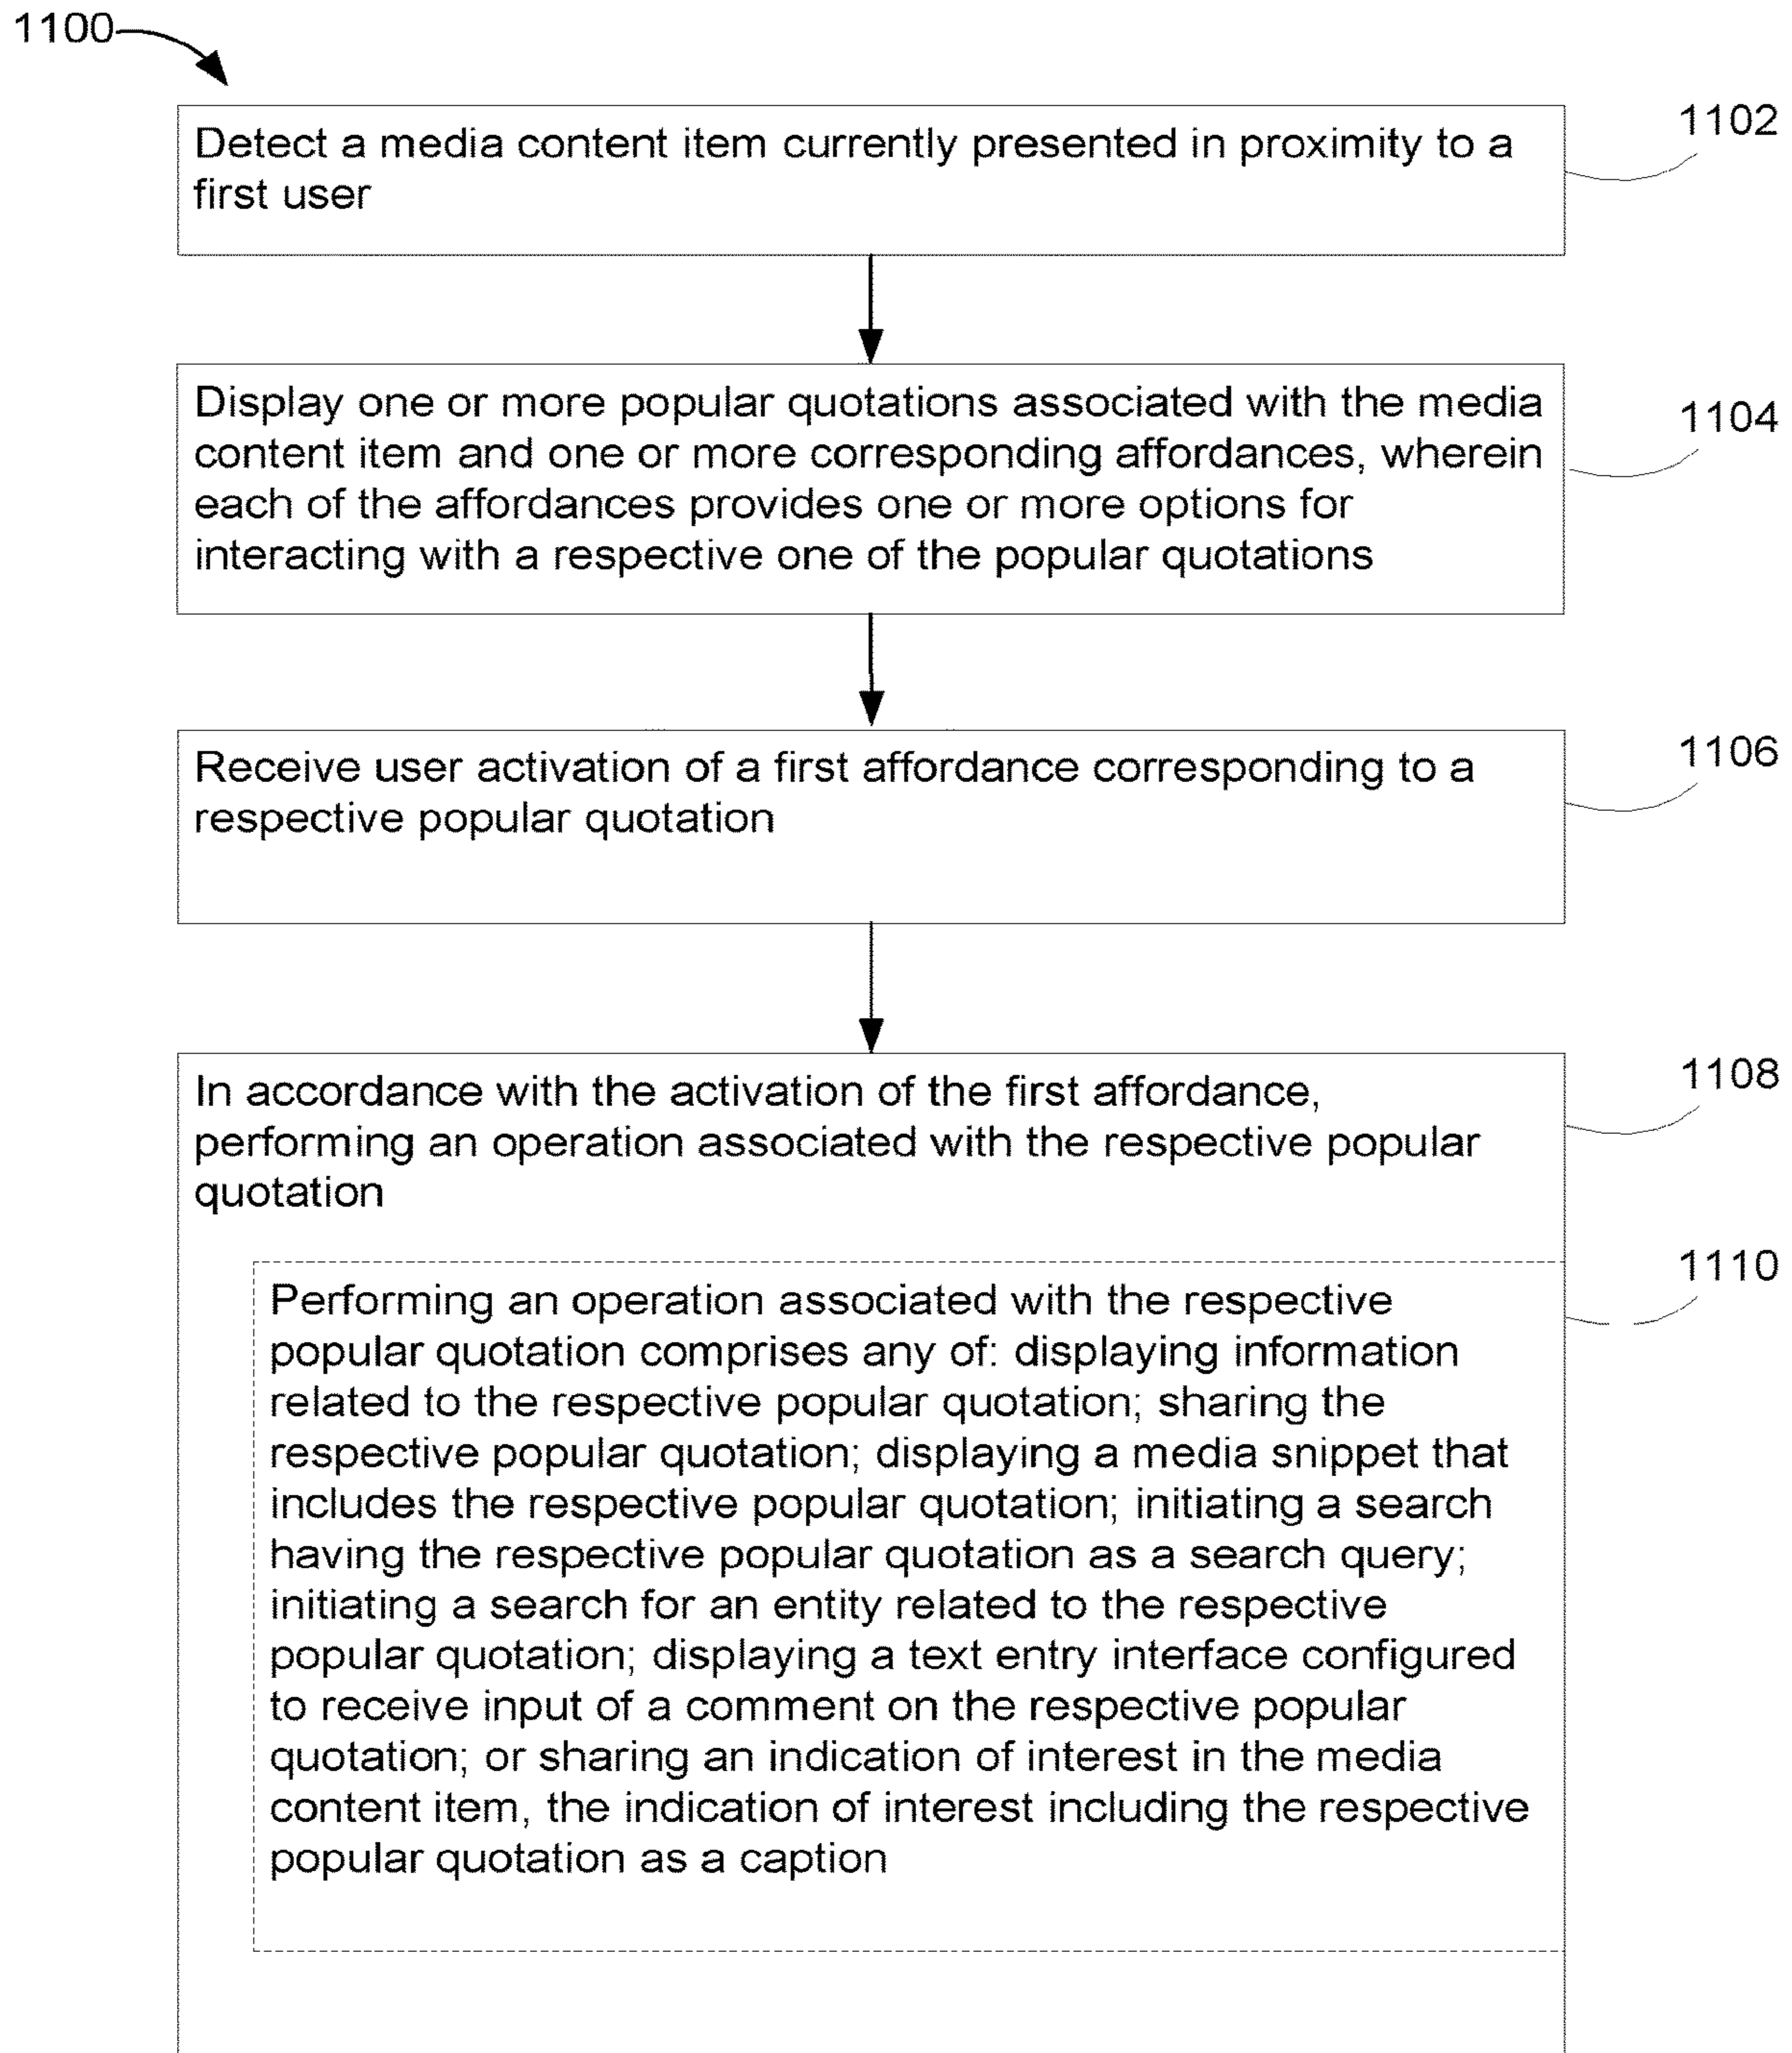 1100
Detect a media content item currently presented in proximity to a
first user
1102
Display one or more popular quotations associated with the media
content item and one or more corresponding affordances, wherein
each of the affordances provides one or more options for
interacting with a respective one of the popular quotations
1104
Receive user activation of a first affordance corresponding to a
respective popular quotation
1106
In accordance with the activation of the first affordance,
performing an operation associated with the respective popular
quotation
1108
Performing an operation associated with the respective
popular quotation comprises any of: displaying information
related to the respective popular quotation; sharing the
respective popular quotation; displaying a media snippet that
includes the respective popular quotation; initiating a search
having the respective popular quotation as a search query;
initiating a search for an entity related to the respective
popular quotation; displaying a text entry interface configured
to receive input of a comment on the respective popular
quotation; or sharing an indication of interest in the media
content item, the indication of interest including the respective
popular quotation as a caption
1110